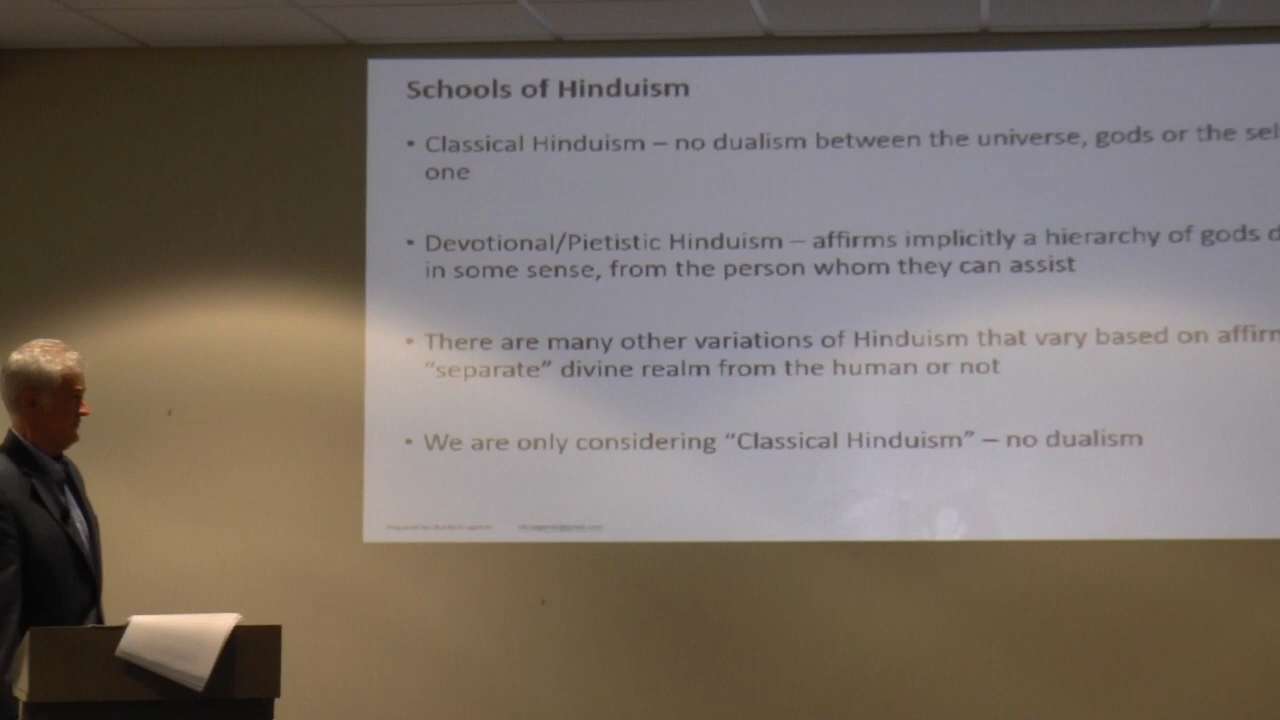 Schools of Hinduism
• Classical Hinduism – no dualism between the universe, gods or the sel
one
• Devotional/Pietistic Hinduism – affirms implicitly a hierarchy of gods d
in some sense, from the person whom they can assist
• There are many other variations of Hinduism that vary based on affirm
“separate” divine realm from the human or not
• We are only considering “Classical Hinduism” – no dualism